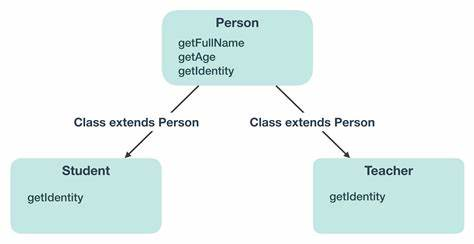 Person
getFullName
getAge
getIdentity
Class extends Person
Class extends Person
Student
getIdentity
Teacher
getIdentity